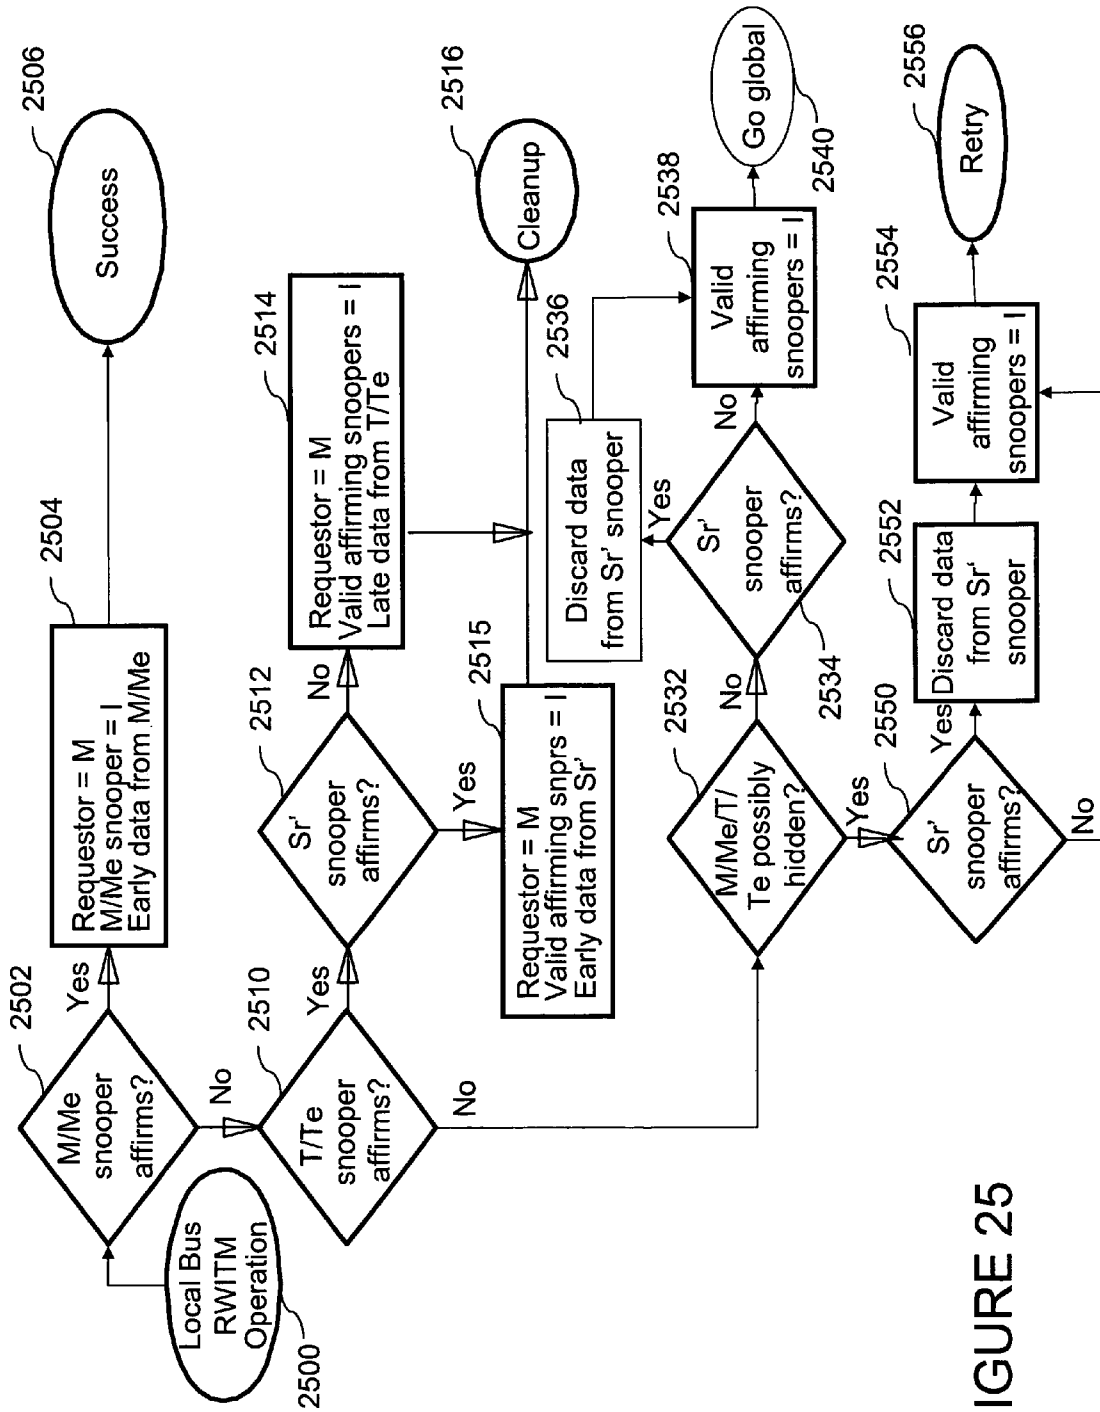 Local Bus
RWITM
Operation
2500
M/Me
snooper
affirms?
2502
Yes
No
Requestor = M
M/Me snooper = I
Early data from M/Me
2504
Success
2506
T/Te
snooper
affirms?
2510
Yes
No
Sr'
snooper
affirms?
2512
No
Yes
Requestor = M
Valid affirming snoopers = I
Late data from T/Te
2514
Requestor = M
Valid affirming snprs = I
Early data from Sr'
2515
Cleanup
2516
M/Me/T/
Te possibly
hidden?
2532
No
Yes
Sr'
snooper
affirms?
2534
Yes
No
Discard data
from Sr' snooper
2536
Valid
affirming
snoopers = I
2538
Go global
2540
Sr'
snooper
affirms?
2550
Yes
No
Discard data
from Sr'
snooper
2552
Valid
affirming
snoopers = I
2554
Retry
2556
IGURE 25